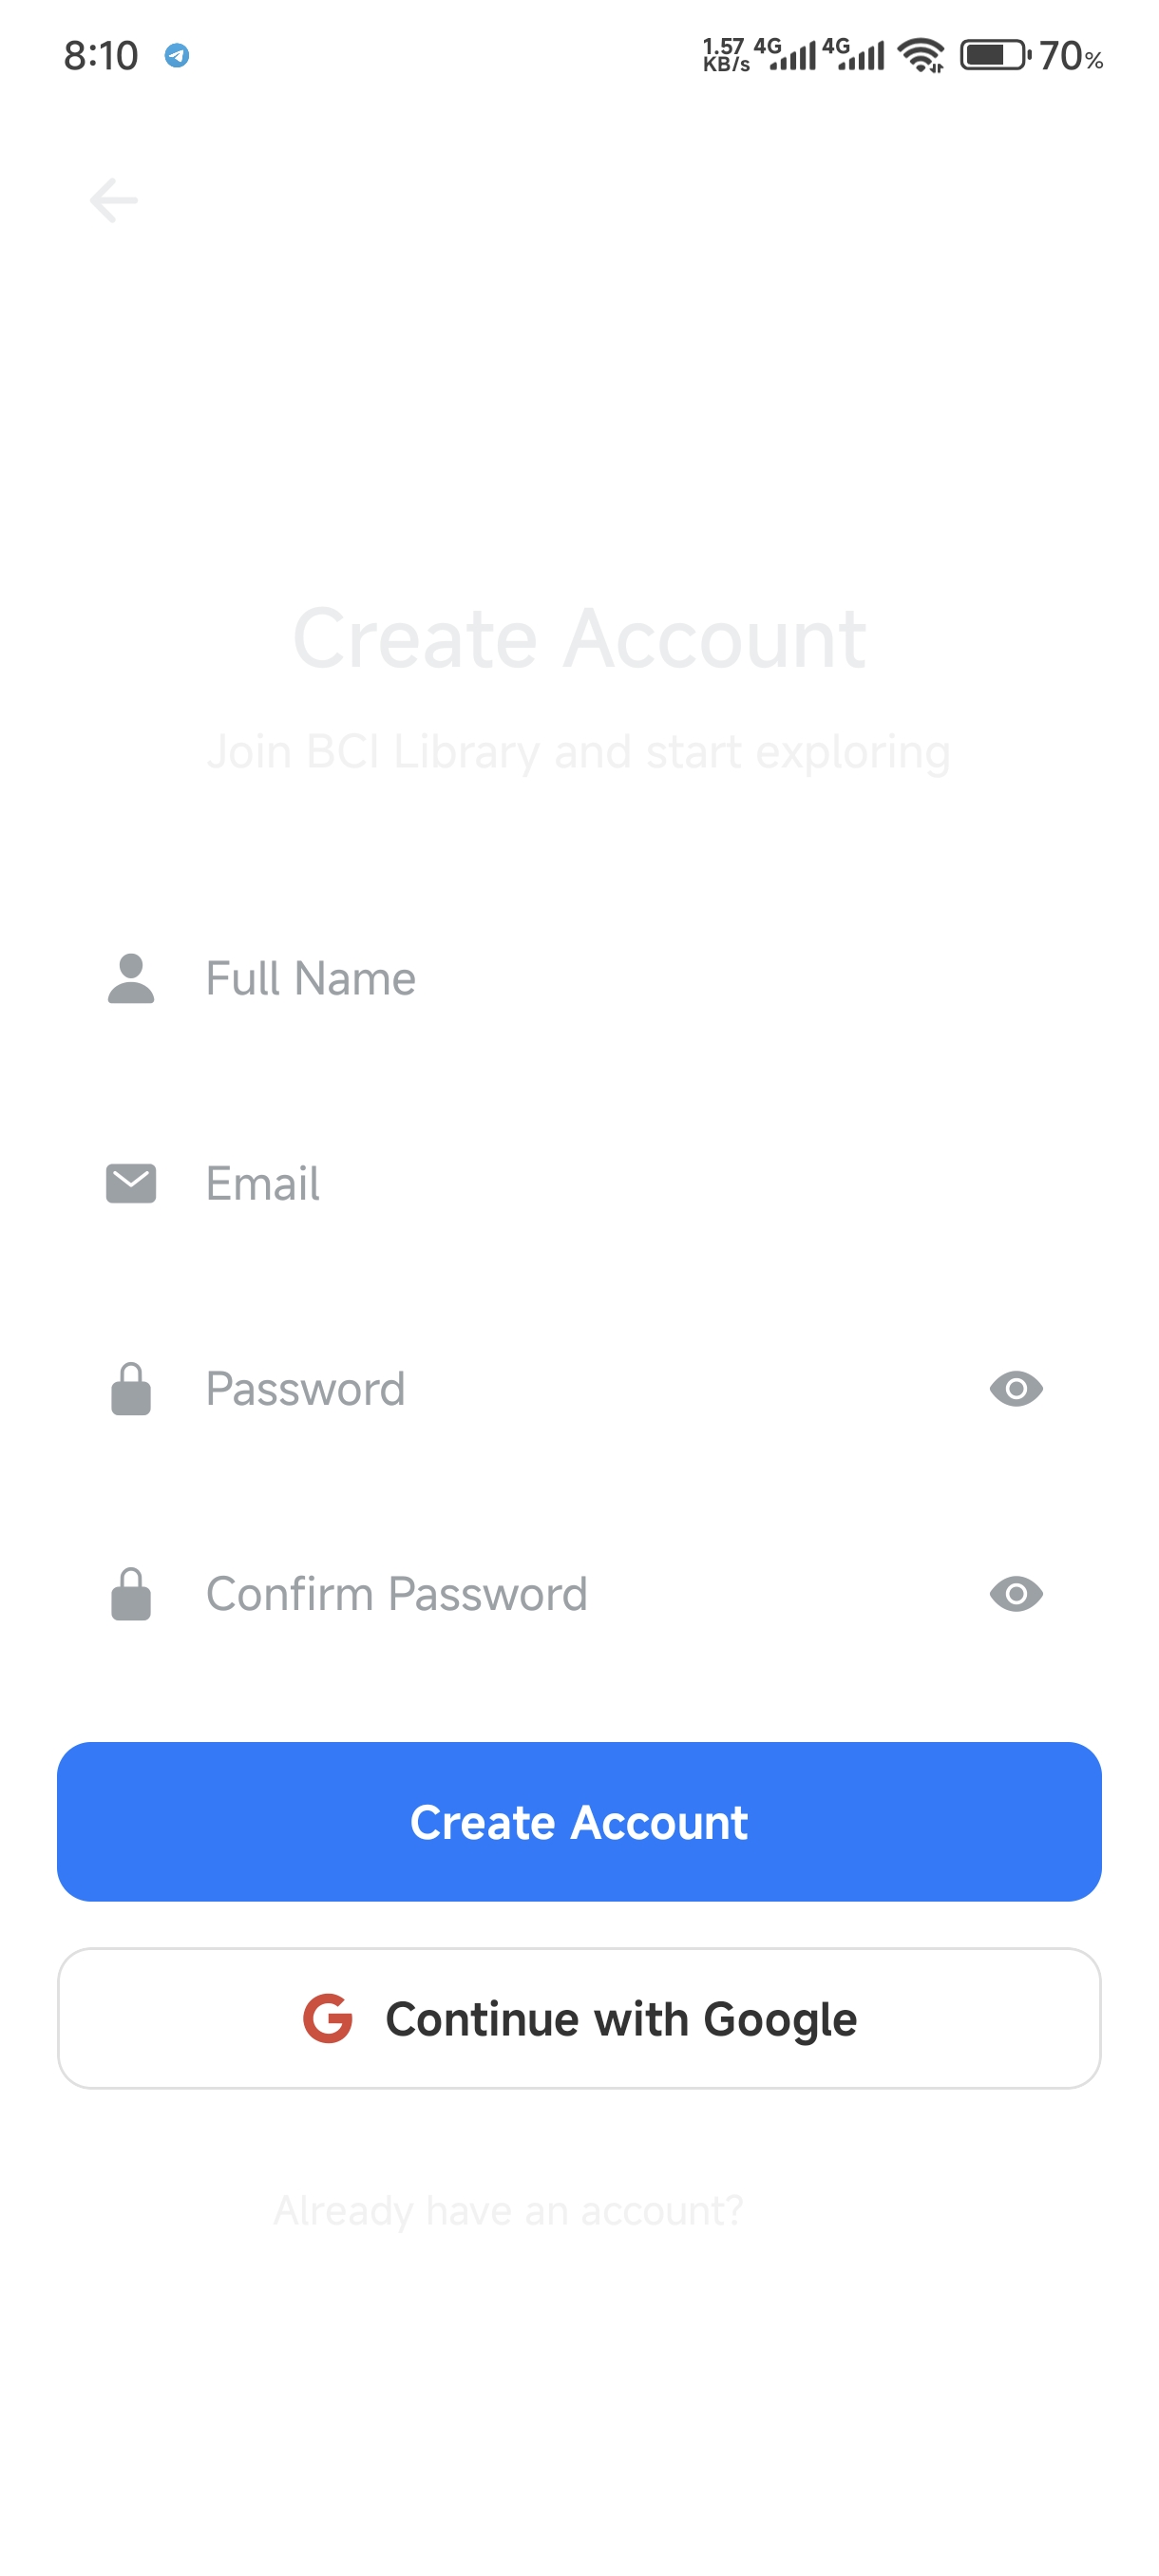 8:10
1.57 KB/s 4G 4G 70%
Create Account
Join BCI Library and start exploring
Full Name
Email
Password
Confirm Password
Create Account
G Continue with Google
Already have an account?